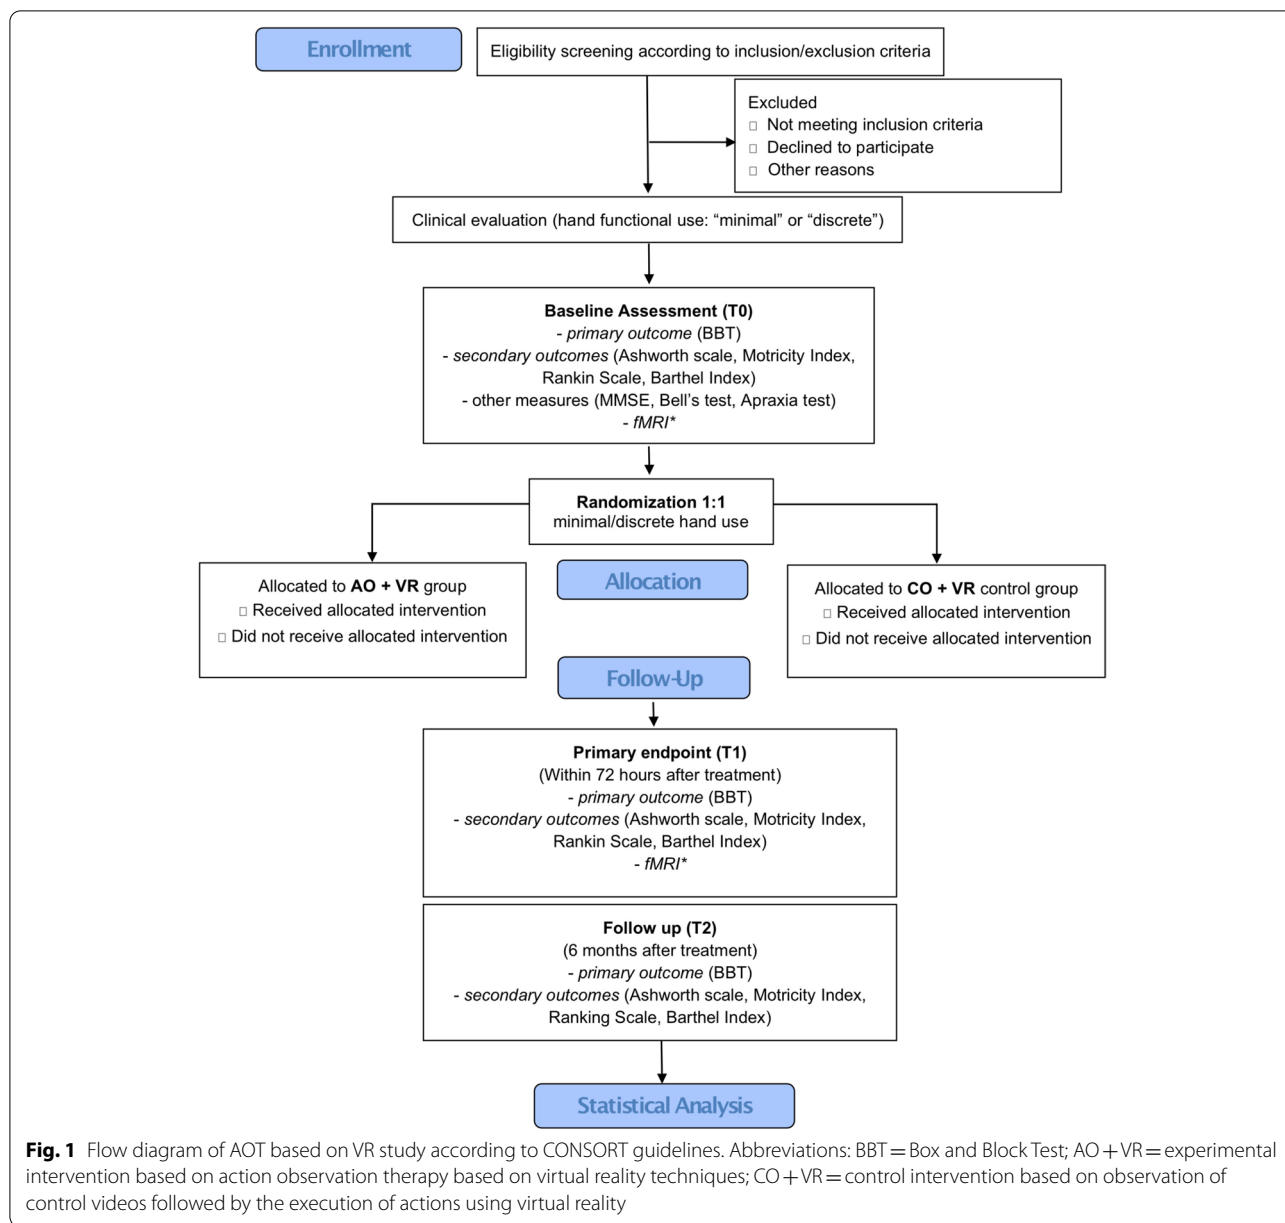 Enrollment
Eligibility screening according to inclusion/exclusion criteria
Excluded
□ Not meeting inclusion criteria
□ Declined to participate
□ Other reasons
Clinical evaluation (hand functional use: “minimal” or “discrete”)
Baseline Assessment (T0)
- primary outcome (BBT)
- secondary outcomes (Ashworth scale, Motricity Index,
Rankin Scale, Barthel Index)
- other measures (MMSE, Bell’s test, Apraxia test)
- fMRI*
Randomization 1:1
minimal/discrete hand use
Allocated to AO + VR group
□ Received allocated intervention
□ Did not receive allocated intervention
Allocation
Allocated to CO + VR control group
□ Received allocated intervention
□ Did not receive allocated intervention
Follow-Up
Primary endpoint (T1)
(Within 72 hours after treatment)
- primary outcome (BBT)
- secondary outcomes (Ashworth scale, Motricity Index,
Rankin Scale, Barthel Index)
- fMRI*
Follow up (T2)
(6 months after treatment)
- primary outcome (BBT)
- secondary outcomes (Ashworth scale, Motricity Index,
Ranking Scale, Barthel Index)
Statistical Analysis
Fig. 1 Flow diagram of AOT based on VR study according to CONSORT guidelines. Abbreviations: BBT = Box and Block Test; AO + VR = experimental
intervention based on action observation therapy based on virtual reality techniques; CO + VR = control intervention based on observation of
control videos followed by the execution of actions using virtual reality